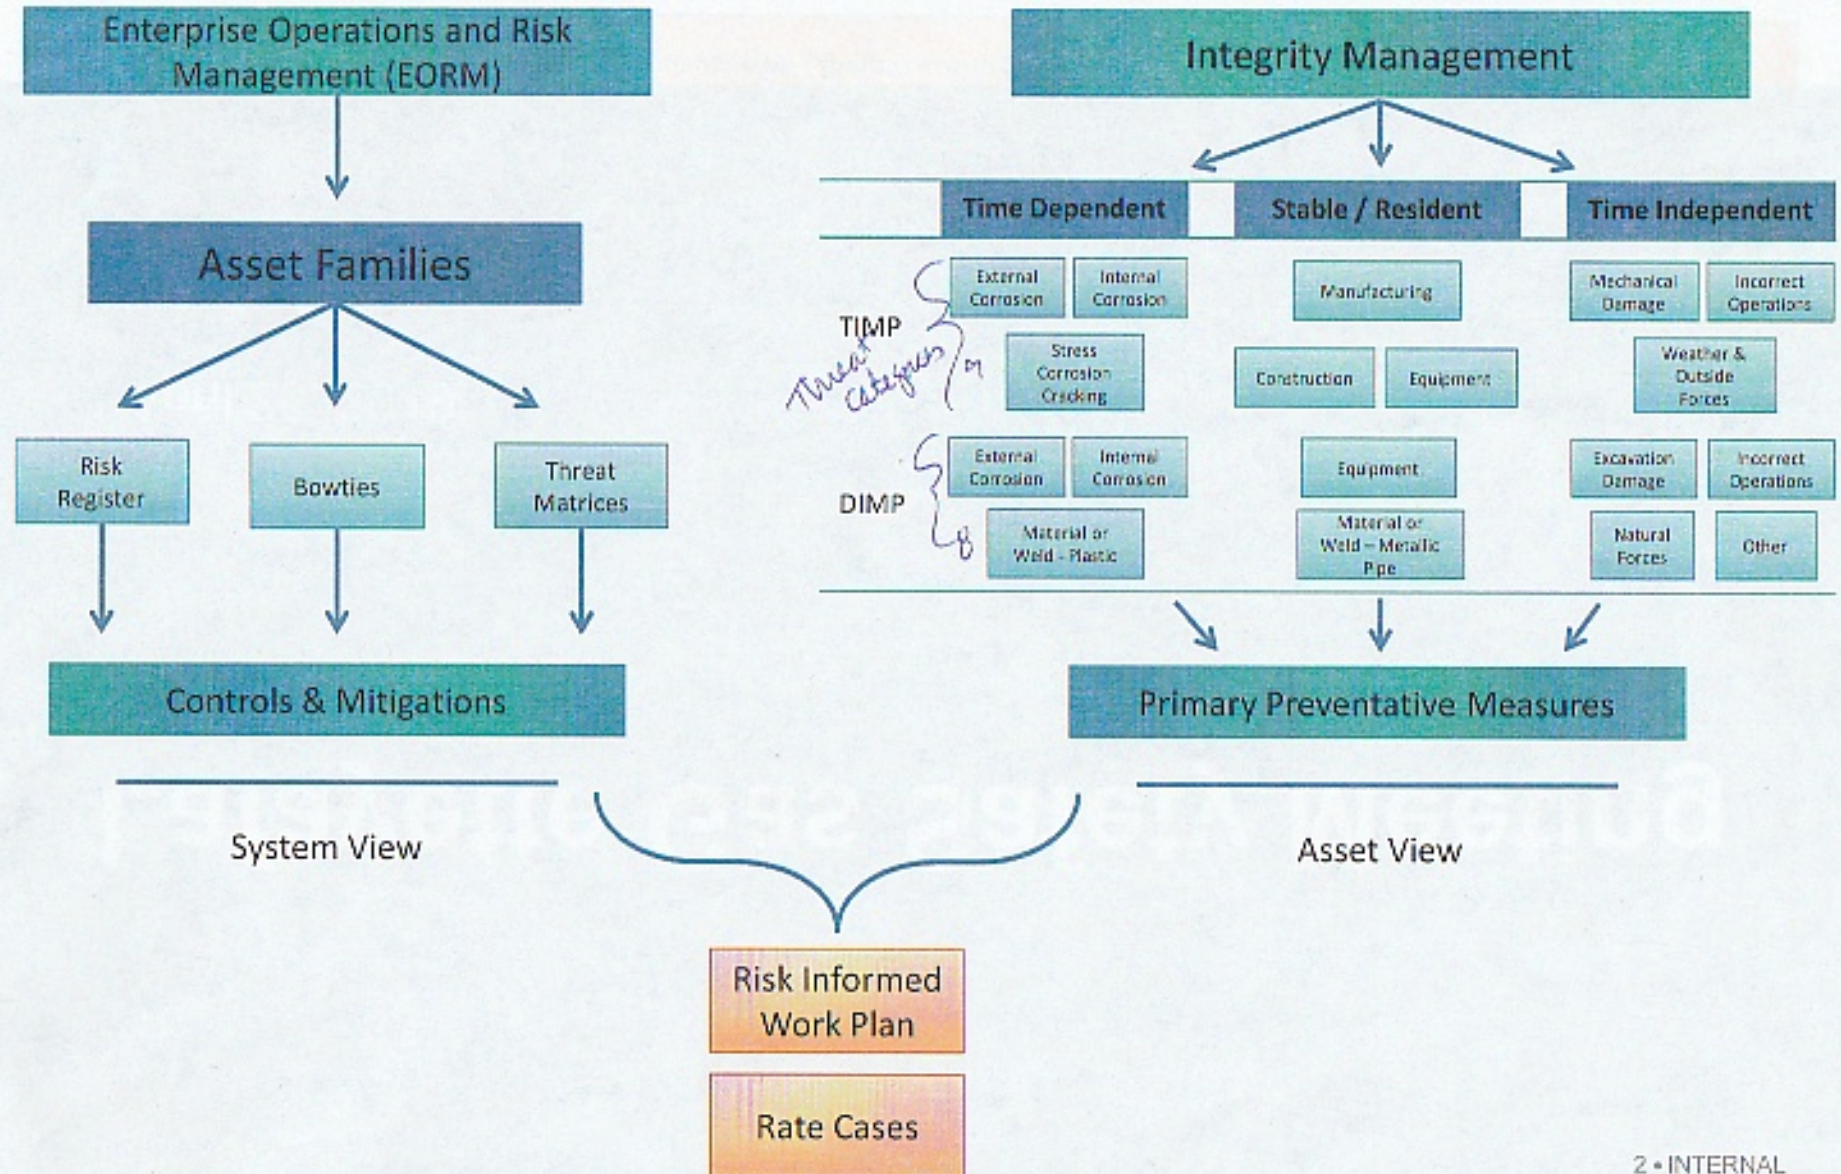 Enterprise Operations and Risk
Management (EORM)
Integrity Management
Asset Families
Time Dependent
Stable / Resident
Time Independent
TIMP
Threat
categories
External
Corrosion
Internal
Corrosion
Stress
Corrosion
Cracking
Manufacturing
Construction
Equipment
Mechanical
Damage
Incorrect
Operations
Weather &
Outside
Forces
9
Risk
Register
Bowties
Threat
Matrices
DIMP
8
External
Corrosion
Internal
Corrosion
Material or
Weld - Plastic
Equipment
Material or
Weld – Metallic
Pipe
Excavation
Damage
Incorrect
Operations
Natural
Forces
Other
Controls & Mitigations
Primary Preventative Measures
System View
Asset View
Risk Informed
Work Plan
Rate Cases
2 • INTERNAL